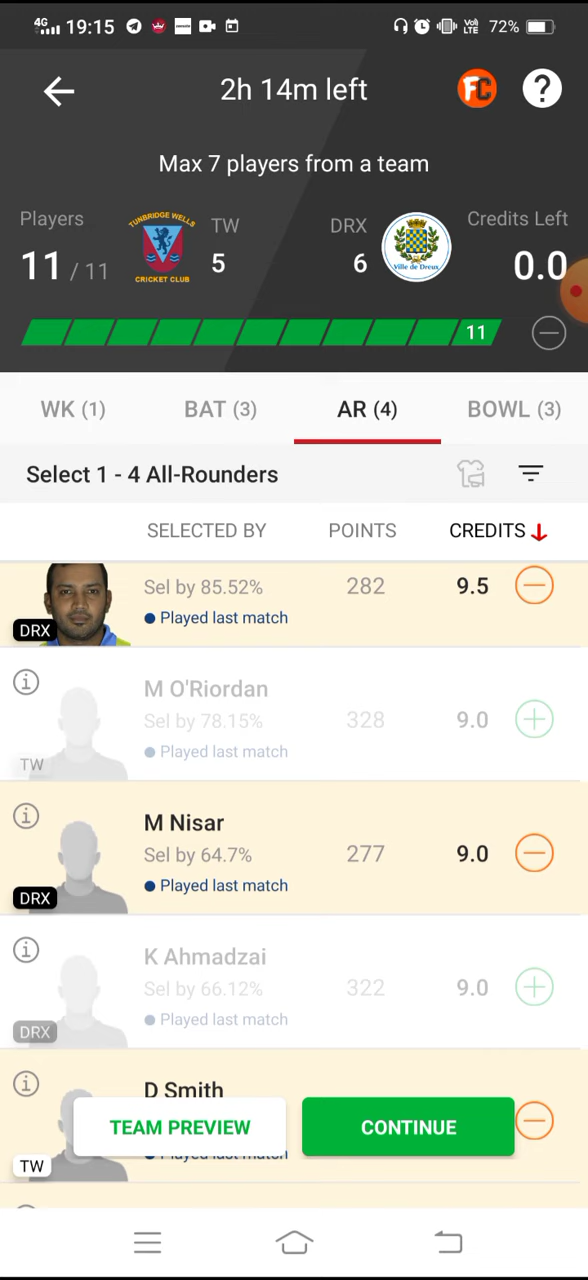 4G 19:15 VoLTE 72%
2h 14m left FC ?
Max 7 players from a team
Players TW DRX Credits Left
11 / 11 5 6 0.0
TUNBRIDGE WELLS
CRICKET CLUB
Ville de Dreux
11
WK (1) BAT (3) AR (4) BOWL (3)
Select 1 - 4 All-Rounders
SELECTED BY POINTS CREDITS
Sel by 85.52% 282 9.5
Played last match
DRX
M O'Riordan
Sel by 78.15% 328 9.0
Played last match
TW
M Nisar
Sel by 64.7% 277 9.0
Played last match
DRX
K Ahmadzai
Sel by 66.12% 322 9.0
Played last match
DRX
D Smith
TEAM PREVIEW CONTINUE
Played last match
TW